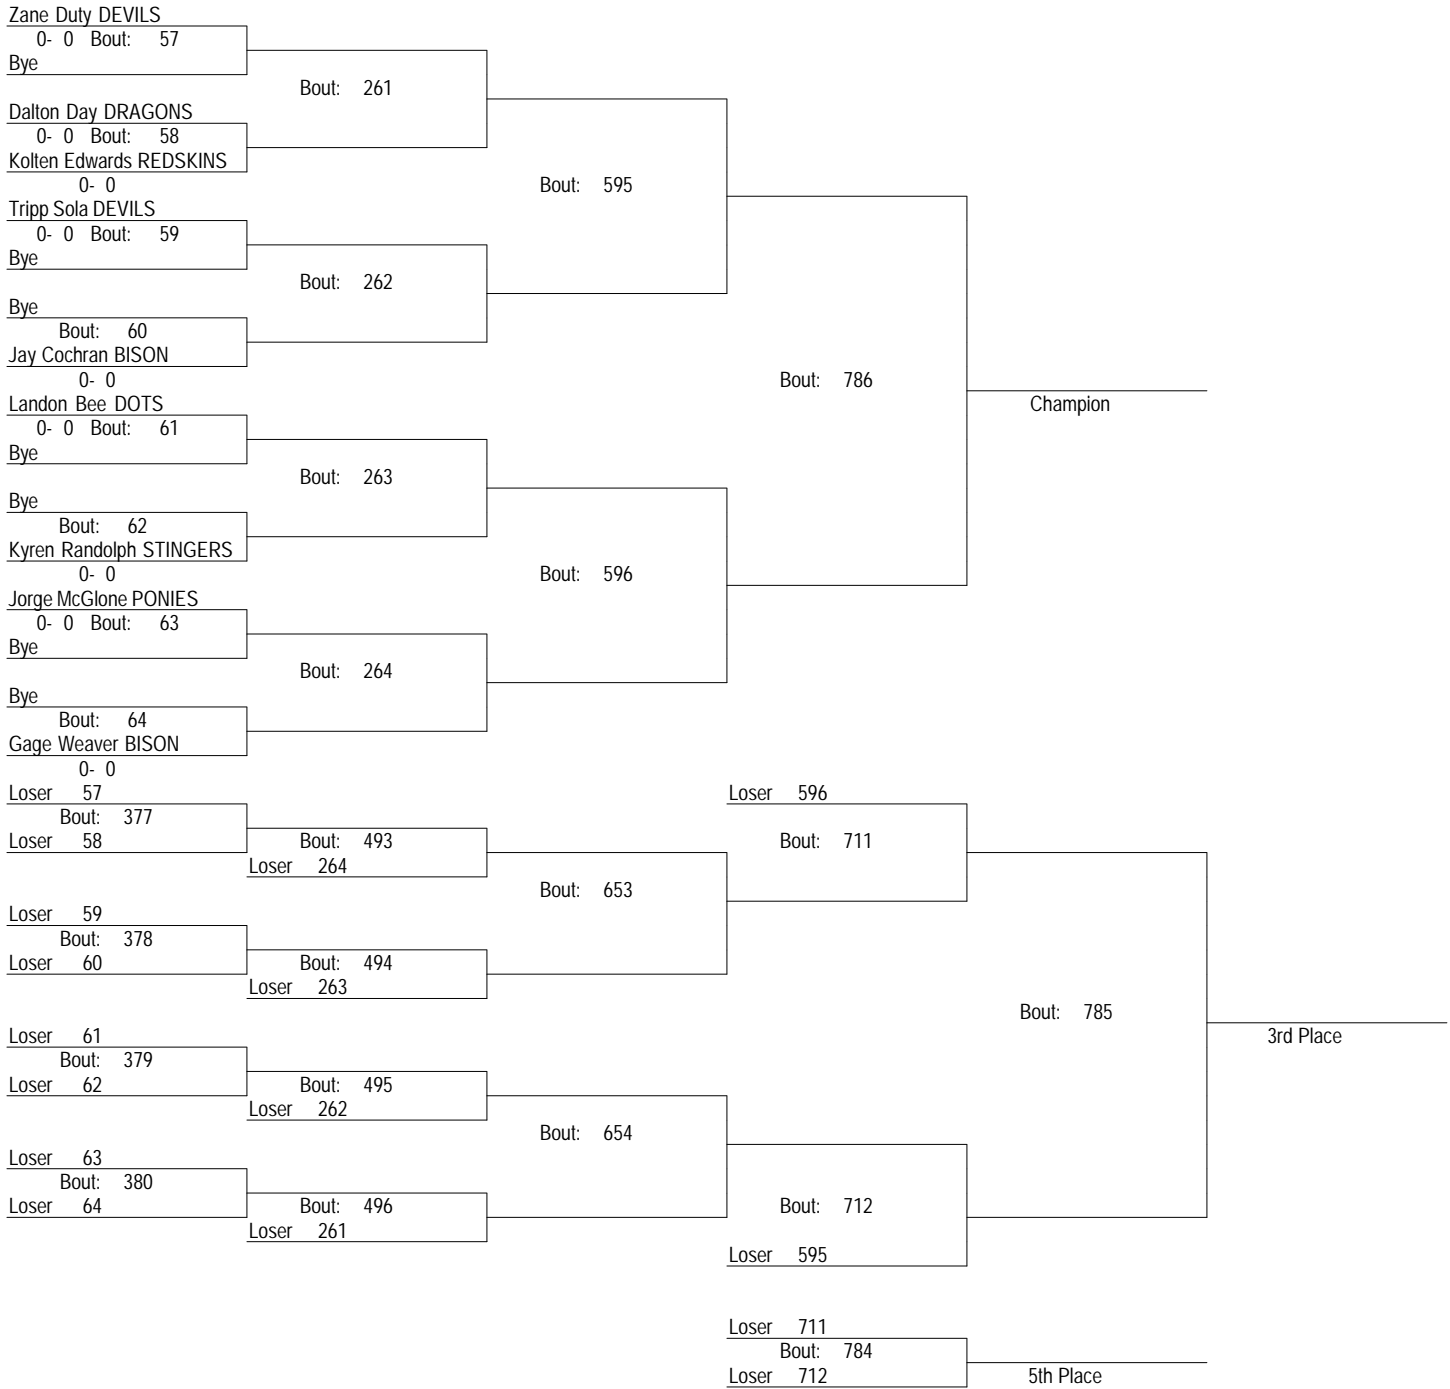 Zane Duty DEVILS
0- 0 Bout: 57
Bye
Bout: 261
Dalton Day DRAGONS
0- 0 Bout: 58
Kolten Edwards REDSKINS
0- 0
Bout: 595
Tripp Sola DEVILS
0- 0 Bout: 59
Bye
Bout: 262
Bye
Bout: 60
Jay Cochran BISON
0- 0
Bout: 786
Champion
Landon Bee DOTS
0- 0 Bout: 61
Bye
Bout: 263
Bye
Bout: 62
Kyren Randolph STINGERS
0- 0
Bout: 596
Jorge McGlone PONIES
0- 0 Bout: 63
Bye
Bout: 264
Bye
Bout: 64
Gage Weaver BISON
0- 0
Loser 57
Bout: 377
Loser 58
Bout: 493
Loser 264
Loser 596
Bout: 711
Bout: 653
Loser 59
Bout: 378
Loser 60
Bout: 494
Loser 263
Bout: 785
3rd Place
Loser 61
Bout: 379
Loser 62
Bout: 495
Loser 262
Bout: 654
Loser 63
Bout: 380
Loser 64
Bout: 496
Loser 261
Bout: 712
Loser 595
Loser 711
Bout: 784
Loser 712
5th Place